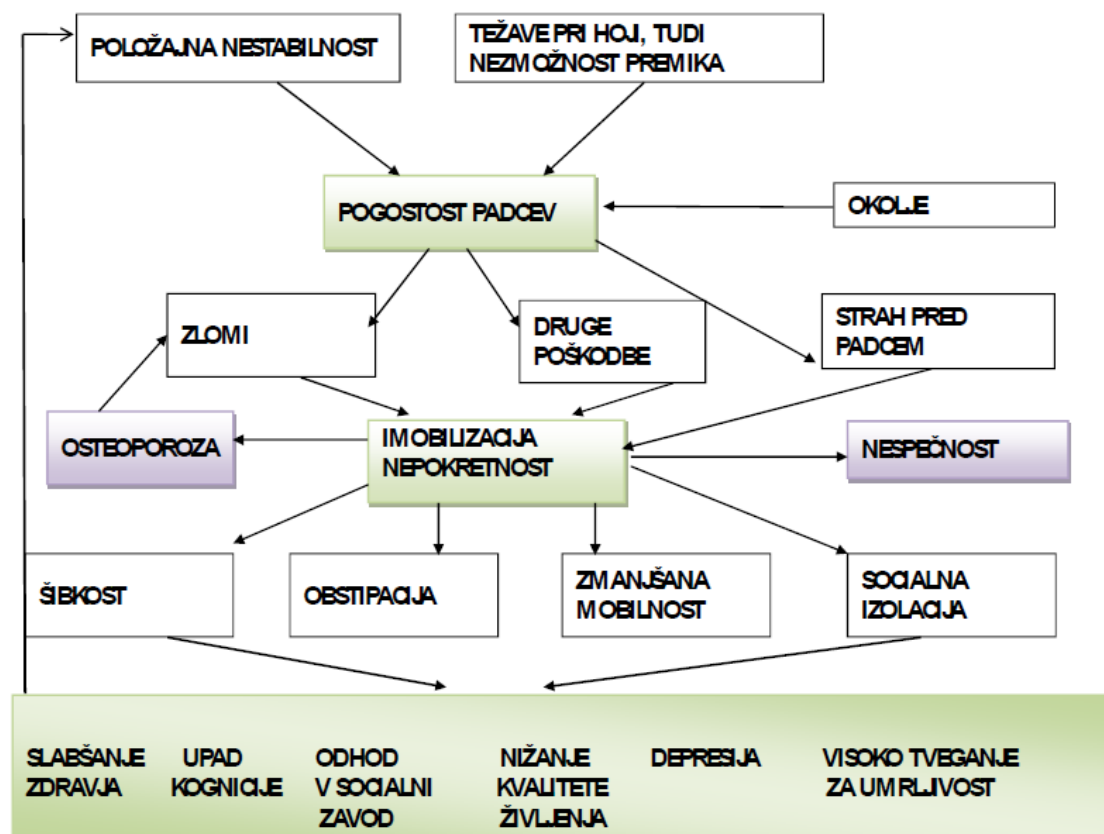 POLOŽAJNA NESTABILNOST
TEŽAVE PRI HOJI, TUDI
NEZMOŽNOST PREMIKA
POGOSTOST PADCEV
OKOLJE
ZLOMI
DRUGE
POŠKODBE
STRAH PRED
PADCEM
OSTEOPOROZA
IMOBILIZACIJA
NEPOKRETNOST
NESPEČNOST
ŠIBKOST
OBSTIPACIJA
ZMANJŠANA
MOBILNOST
SOCIALNA
IZOLACIJA
SLABŠANJE
ZDRAVJA
UPAD
KOGNICIJE
ODHOD
V SOCIALNI
ZAVOD
NIŽANJE
KVALITETE
ŽIVLJENJA
DEPRESIJA
VISOKO TVEGANJE
ZA UMRLJIVOST